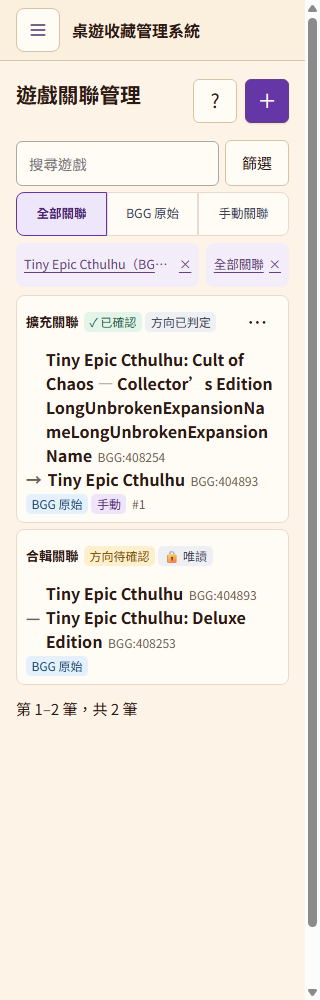 桌遊收藏管理系統
遊戲關聯管理
?
+
搜尋遊戲
篩選
全部關聯
BGG 原始
手動關聯
Tiny Epic Cthulhu（BG… ×
全部關聯 ×
擴充關聯 ✓已確認 方向已判定 …
Tiny Epic Cthulhu: Cult of
Chaos — Collector’s Edition
LongUnbrokenExpansionNa
meLongUnbrokenExpansion
Name BGG:408254
→ Tiny Epic Cthulhu BGG:404893
BGG 原始 手動 #1
合輯關聯 方向待確認 🔒 唯讀
Tiny Epic Cthulhu BGG:404893
— Tiny Epic Cthulhu: Deluxe
Edition BGG:408253
BGG 原始
第 1–2 筆，共 2 筆